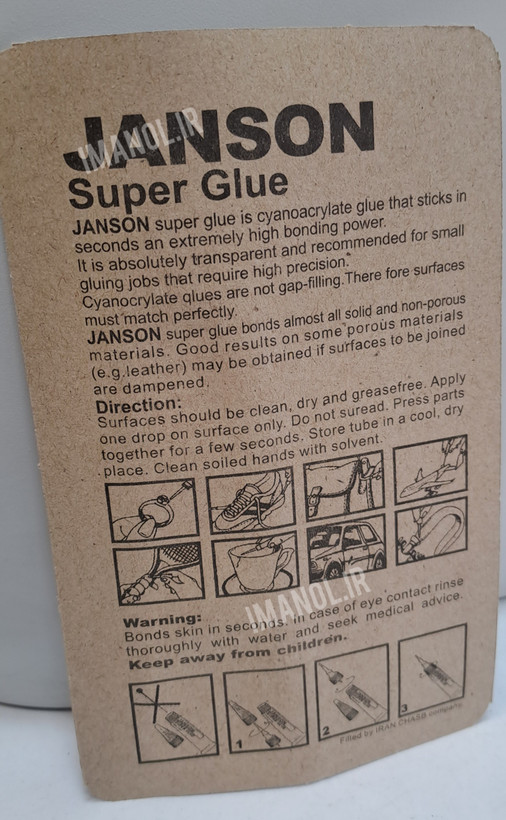 JANSON
IMANOL.IR
Super Glue
JANSON super glue is cyanoacrylate glue that sticks in
seconds an extremely high bonding power.
It is absolutely transparent and recommended for small
gluing jobs that require high precision.
Cyanocrylate qlues are not gap-filling.There fore surfaces
must match perfectly.
JANSON super glue bonds almost all solid and non-porous
materials. Good results on some porous materials
(e.g.leather) may be obtained if surfaces to be joined
are dampened.
Direction:
Surfaces should be clean, dry and greasefree. Apply
one drop on surface only. Do not suread. Press parts
together for a few seconds. Store tube in a cool, dry
place. Clean soiled hands with solvent.
IMANOL.IR
Warning:
Bonds skin in seconds. In case of eye contact rinse
thoroughly with water and seek medical advice.
Keep away from children.
1
2
3
Filled by IRAN CHASB company